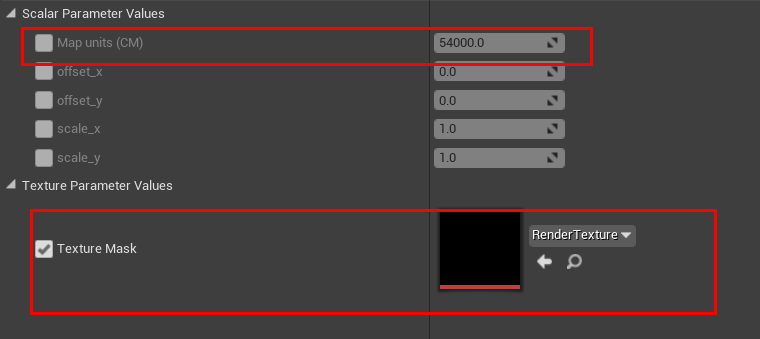 Scalar Parameter Values
Map units (CM) 54000.0
offset_x 0.0
offset_y 0.0
scale_x 1.0
scale_y 1.0
Texture Parameter Values
Texture Mask RenderTexture